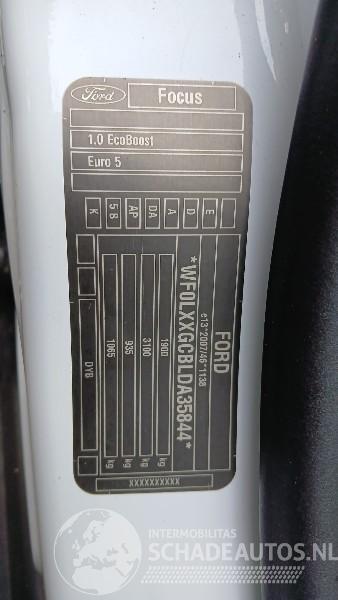 Ford
Focus
1.0 EcoBoost
Euro 5
K 5B AP DA A D E
FORD
e13*2007/46*1138
*WF0LXXGCBLDA35844*
1900 kg
3100 kg
935 kg
1065 kg
DYB
XXXXXXXXXX
INTERMOBILITAS
SCHADEAUTOS.NL